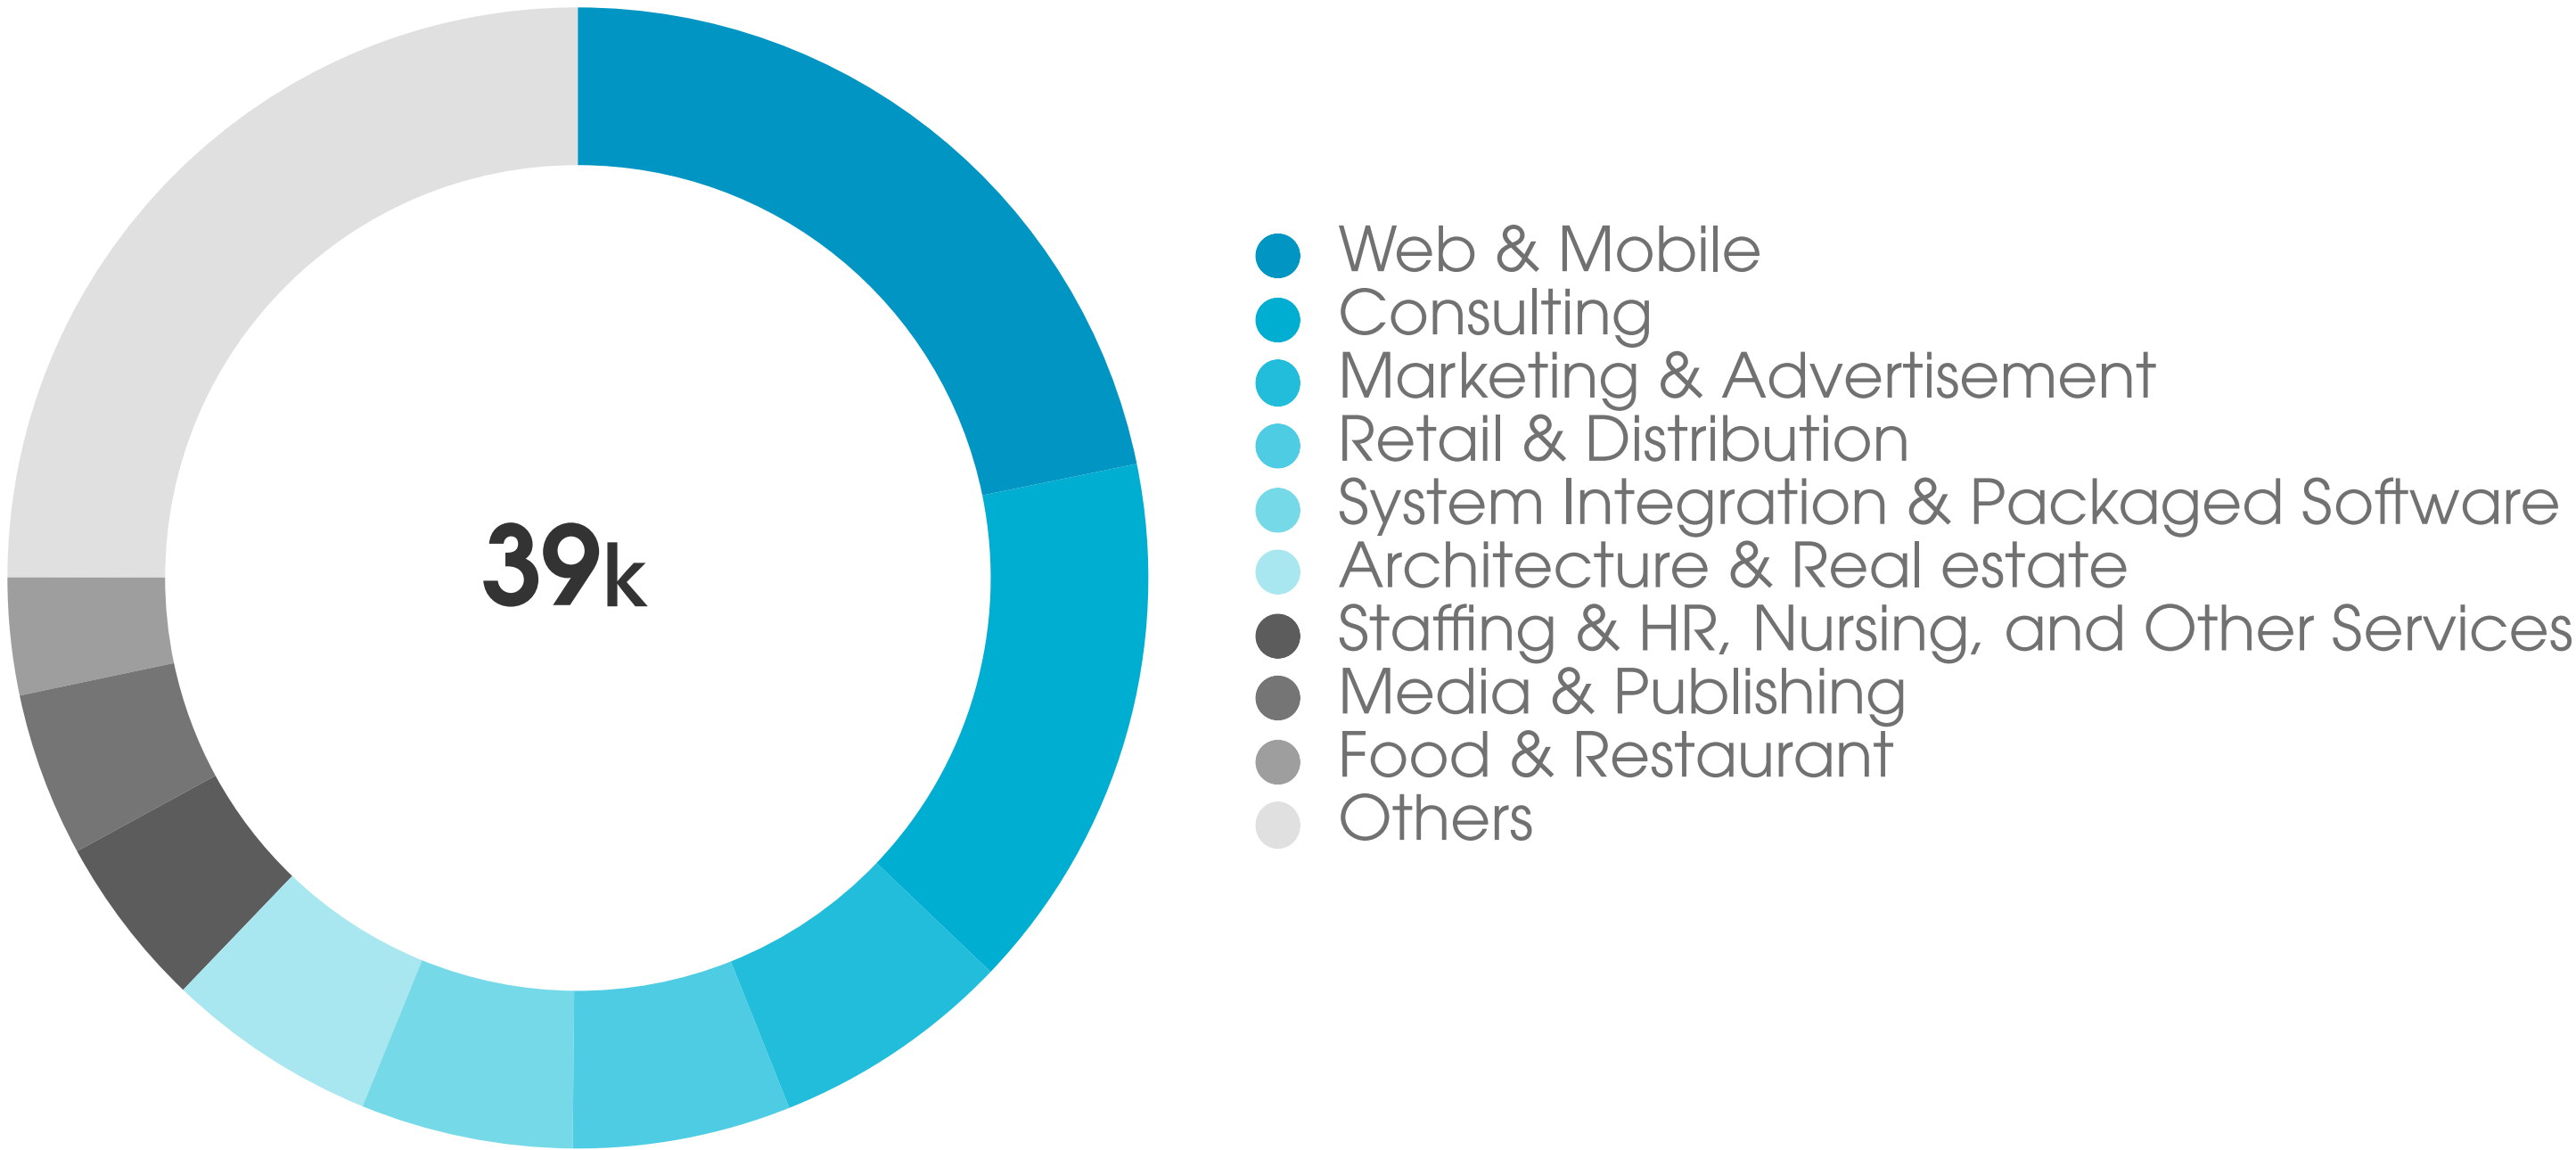 39k
Web & Mobile
Consulting
Marketing & Advertisement
Retail & Distribution
System Integration & Packaged Software
Architecture & Real estate
Staffing & HR, Nursing, and Other Services
Media & Publishing
Food & Restaurant
Others